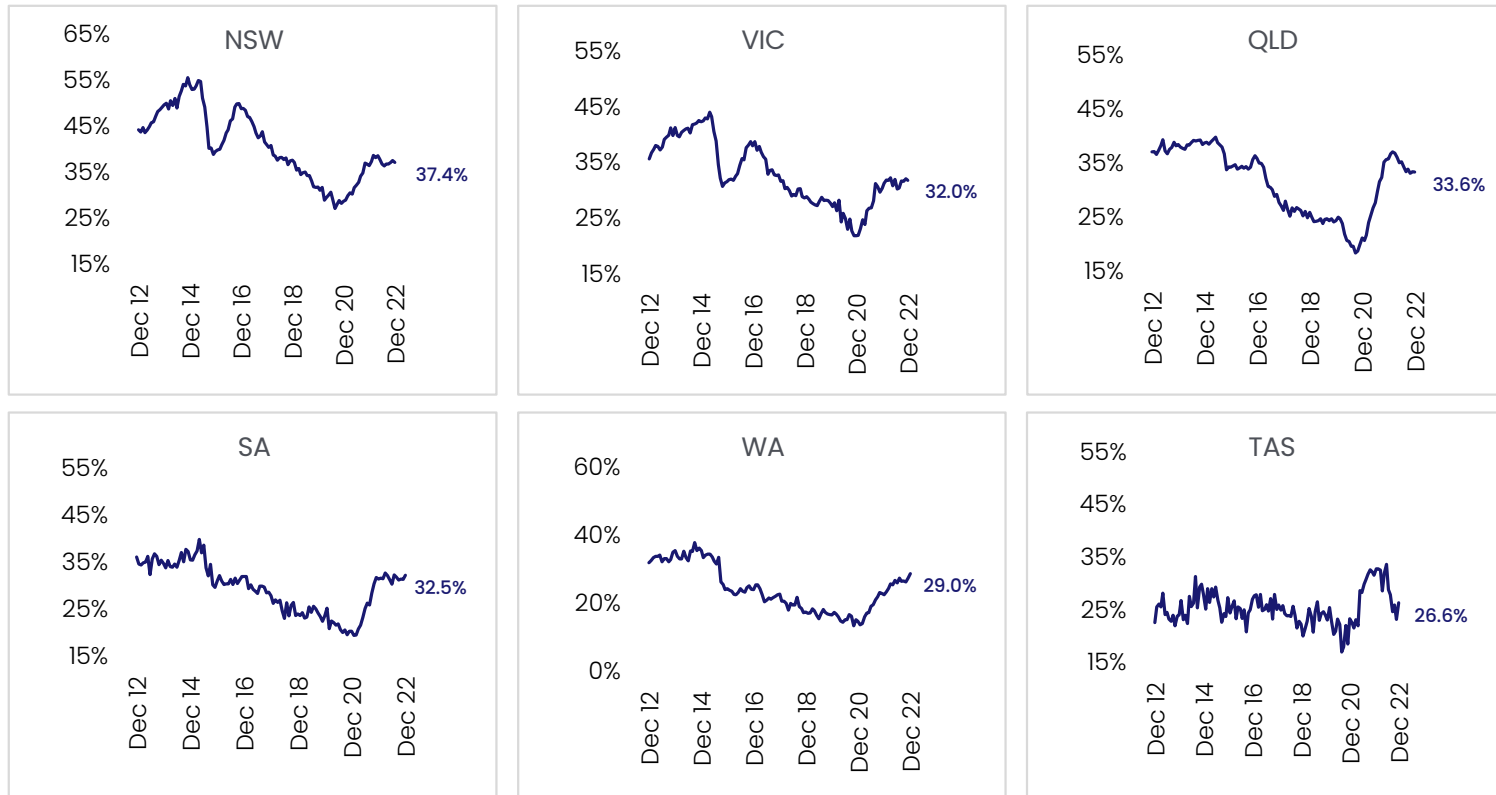 NSW
65%
55%
45%
35%
25%
15%
37.4%
Dec 12
Dec 14
Dec 16
Dec 18
Dec 20
Dec 22
VIC
55%
45%
35%
25%
15%
32.0%
Dec 12
Dec 14
Dec 16
Dec 18
Dec 20
Dec 22
QLD
55%
45%
35%
25%
15%
33.6%
Dec 12
Dec 14
Dec 16
Dec 18
Dec 20
Dec 22
SA
55%
45%
35%
25%
15%
32.5%
Dec 12
Dec 14
Dec 16
Dec 18
Dec 20
Dec 22
WA
60%
40%
20%
0%
29.0%
Dec 12
Dec 14
Dec 16
Dec 18
Dec 20
Dec 22
TAS
55%
45%
35%
25%
15%
26.6%
Dec 12
Dec 14
Dec 16
Dec 18
Dec 20
Dec 22